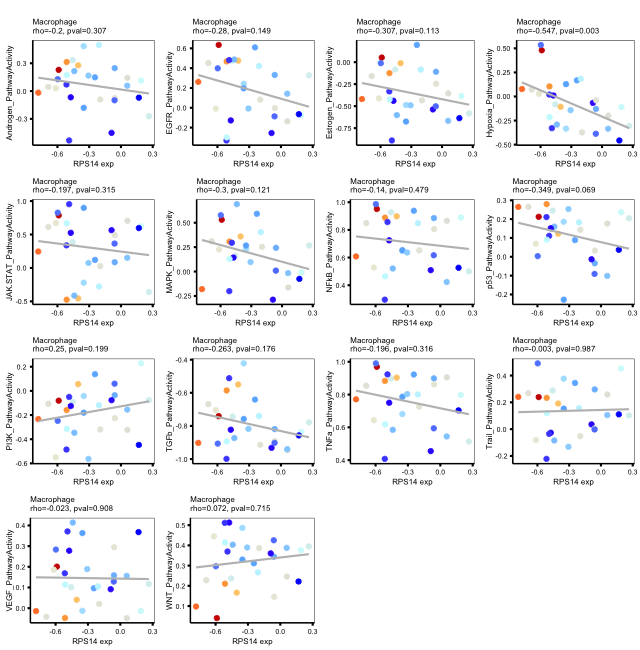 Macrophage
rho=-0.2, pval=0.307
Androgen_PathwayActivity
0.3
0.0
-0.3
-0.6 -0.3 0.0 0.3
RPS14 exp
Macrophage
rho=-0.28, pval=0.149
EGFR_PathwayActivity
0.6
0.4
0.2
0.0
-0.2
-0.6 -0.3 0.0 0.3
RPS14 exp
Macrophage
rho=-0.307, pval=0.113
Estrogen_PathwayActivity
0.00
-0.25
-0.50
-0.75
-0.6 -0.3 0.0 0.3
RPS14 exp
Macrophage
rho=-0.547, pval=0.003
Hypoxia_PathwayActivity
0.50
0.25
0.00
-0.25
-0.50
-0.6 -0.3 0.0 0.3
RPS14 exp
Macrophage
rho=-0.197, pval=0.315
JAK.STAT_PathwayActivity
1.0
0.5
0.0
-0.5
-0.6 -0.3 0.0 0.3
RPS14 exp
Macrophage
rho=-0.3, pval=0.121
MAPK_PathwayActivity
0.50
0.25
0.00
-0.25
-0.6 -0.3 0.0 0.3
RPS14 exp
Macrophage
rho=-0.14, pval=0.479
NFkB_PathwayActivity
1.0
0.8
0.6
0.4
-0.6 -0.3 0.0 0.3
RPS14 exp
Macrophage
rho=-0.349, pval=0.069
p53_PathwayActivity
0.3
0.2
0.1
0.0
-0.1
-0.2
-0.6 -0.3 0.0 0.3
RPS14 exp
Macrophage
rho=0.25, pval=0.199
PI3K_PathwayActivity
0.2
0.0
-0.2
-0.4
-0.6
-0.6 -0.3 0.0 0.3
RPS14 exp
Macrophage
rho=-0.263, pval=0.176
TGFb_PathwayActivity
-0.4
-0.6
-0.8
-1.0
-0.6 -0.3 0.0 0.3
RPS14 exp
Macrophage
rho=-0.196, pval=0.316
TNFa_PathwayActivity
1.0
0.8
0.6
0.4
-0.6 -0.3 0.0 0.3
RPS14 exp
Macrophage
rho=-0.003, pval=0.987
Trail_PathwayActivity
0.4
0.2
0.0
-0.2
-0.6 -0.3 0.0 0.3
RPS14 exp
Macrophage
rho=-0.023, pval=0.908
VEGF_PathwayActivity
0.4
0.3
0.2
0.1
0.0
-0.6 -0.3 0.0 0.3
RPS14 exp
Macrophage
rho=0.072, pval=0.715
WNT_PathwayActivity
0.5
0.4
0.3
0.2
0.1
-0.6 -0.3 0.0 0.3
RPS14 exp